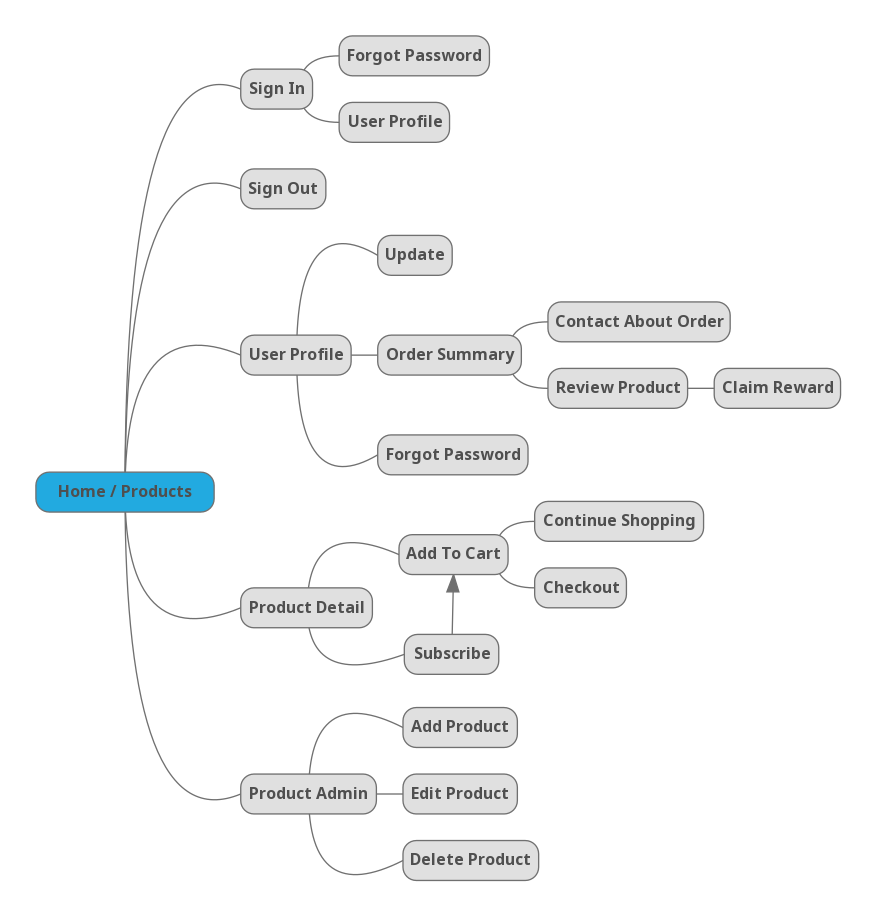 Forgot Password
Sign In
User Profile
Sign Out
Update
Contact About Order
User Profile
Order Summary
Review Product
Claim Reward
Forgot Password
Home / Products
Continue Shopping
Add To Cart
Checkout
Product Detail
Subscribe
Add Product
Product Admin
Edit Product
Delete Product